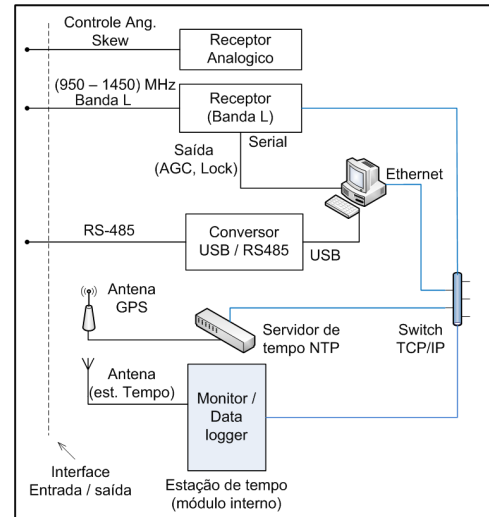 Controle Ang.
Skew
Receptor
Analogico
(950 – 1450) MHz
Banda L
Receptor
(Banda L)
Saída
(AGC, Lock)
Serial
Ethernet
RS-485
Conversor
USB / RS485
USB
Antena
GPS
Servidor de
tempo NTP
Switch
TCP/IP
Antena
(est. Tempo)
Monitor /
Data
logger
Interface
Entrada / saída
Estação de tempo
(módulo interno)